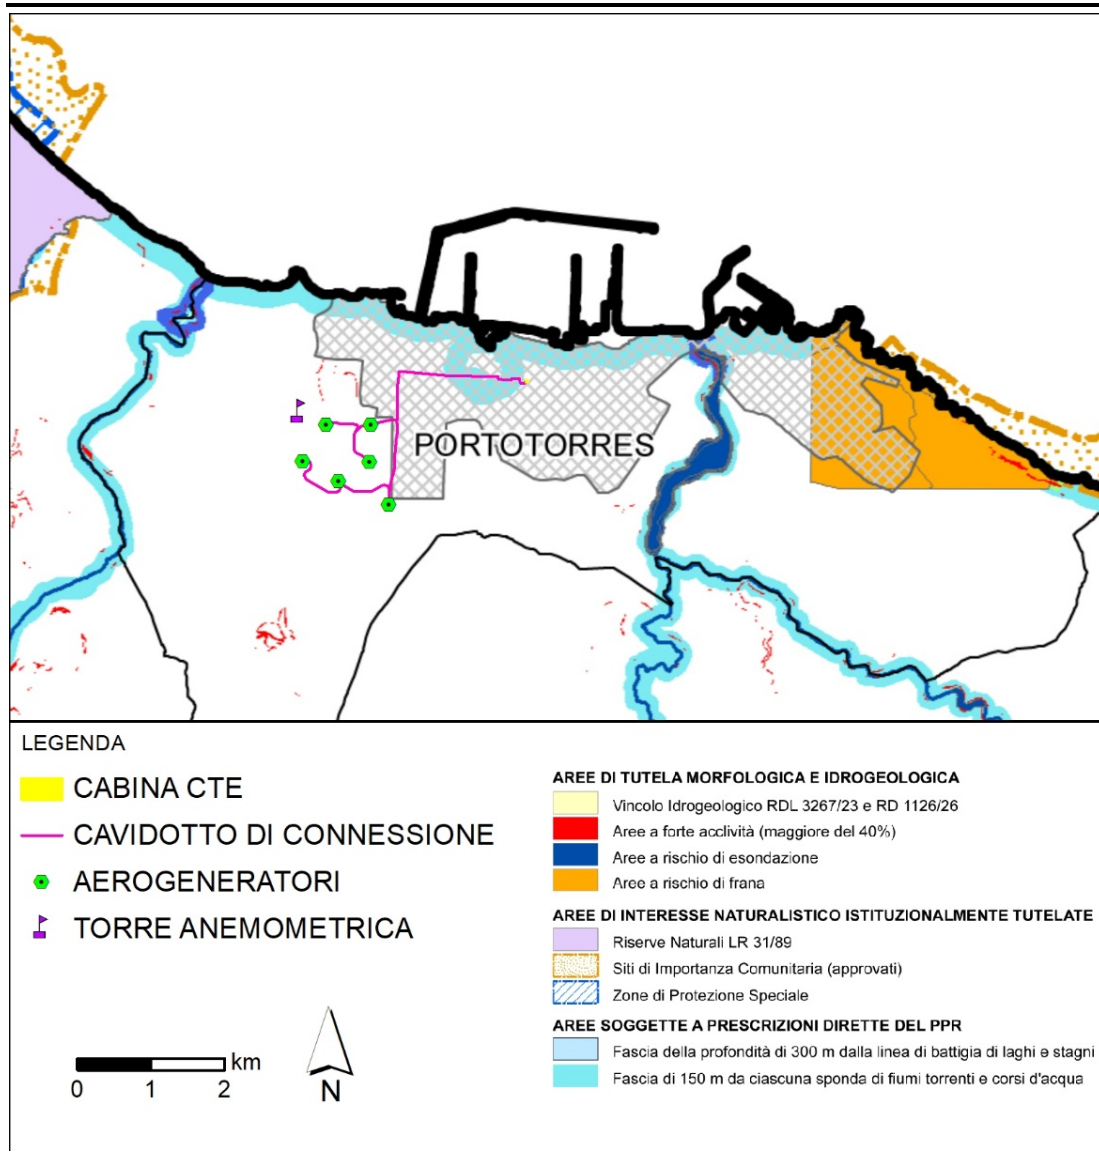 PORTOTORRES
LEGENDA
CABINA CTE
CAVIDOTTO DI CONNESSIONE
AEROGENERATORI
TORRE ANEMOMETRICA
km
0 1 2
N
AREE DI TUTELA MORFOLOGICA E IDROGEOLOGICA
Vincolo Idrogeologico RDL 3267/23 e RD 1126/26
Aree a forte acclività (maggiore del 40%)
Aree a rischio di esondazione
Aree a rischio di frana
AREE DI INTERESSE NATURALISTICO ISTITUZIONALMENTE TUTELATE
Riserve Naturali LR 31/89
Siti di Importanza Comunitaria (approvati)
Zone di Protezione Speciale
AREE SOGGETTE A PRESCRIZIONI DIRETTE DEL PPR
Fascia della profondità di 300 m dalla linea di battigia di laghi e stagni
Fascia di 150 m da ciascuna sponda di fiumi torrenti e corsi d'acqua